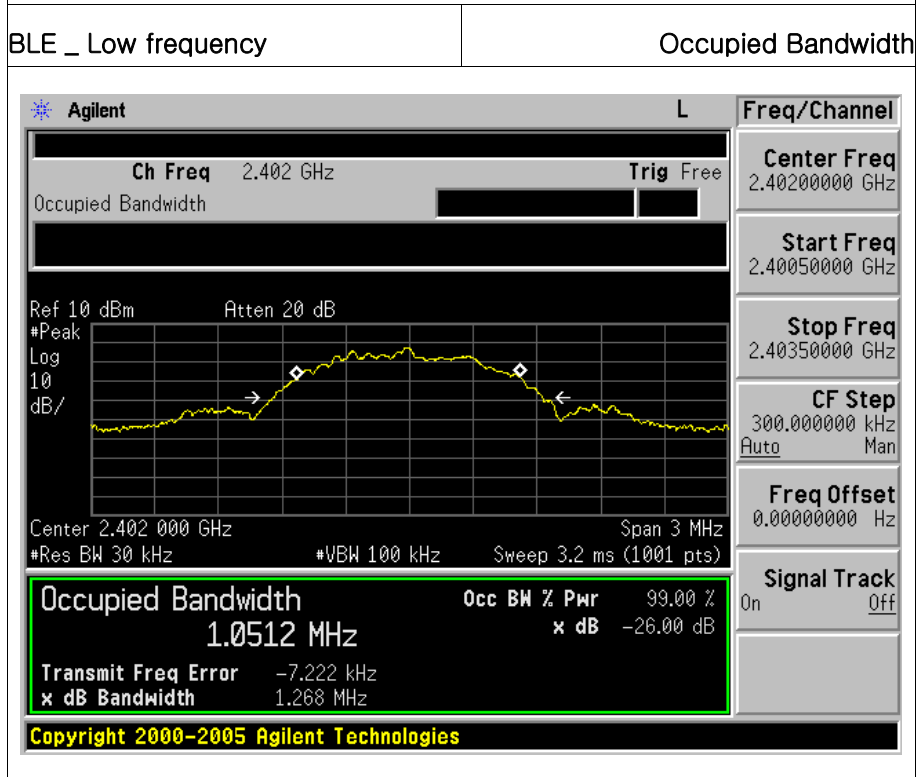 BLE _ Low frequency Occupied Bandwidth
Agilent L Freq/Channel
Ch Freq 2.402 GHz Trig Free
Occupied Bandwidth
Center Freq
2.40200000 GHz
Start Freq
2.40050000 GHz
Stop Freq
2.40350000 GHz
CF Step
300.000000 kHz
Auto Man
Freq Offset
0.00000000 Hz
Signal Track
On Off
Ref 10 dBm Atten 20 dB
#Peak
Log
10
dB/
Center 2.402 000 GHz Span 3 MHz
#Res BW 30 kHz #VBW 100 kHz Sweep 3.2 ms (1001 pts)
Occupied Bandwidth Occ BW % Pwr 99.00 %
1.0512 MHz x dB -26.00 dB
Transmit Freq Error -7.222 kHz
x dB Bandwidth 1.268 MHz
Copyright 2000-2005 Agilent Technologies